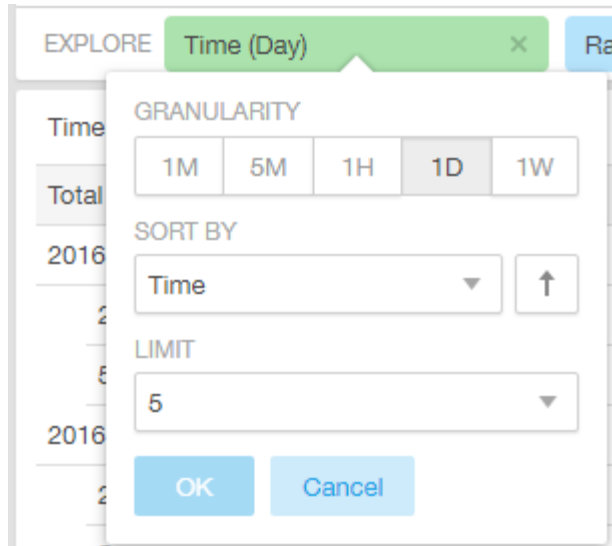 EXPLORE Time (Day) × Ra
GRANULARITY
Time
1M 5M 1H 1D 1W
Total
SORT BY
2016
Time
2
LIMIT
5
5
2016
2
OK Cancel